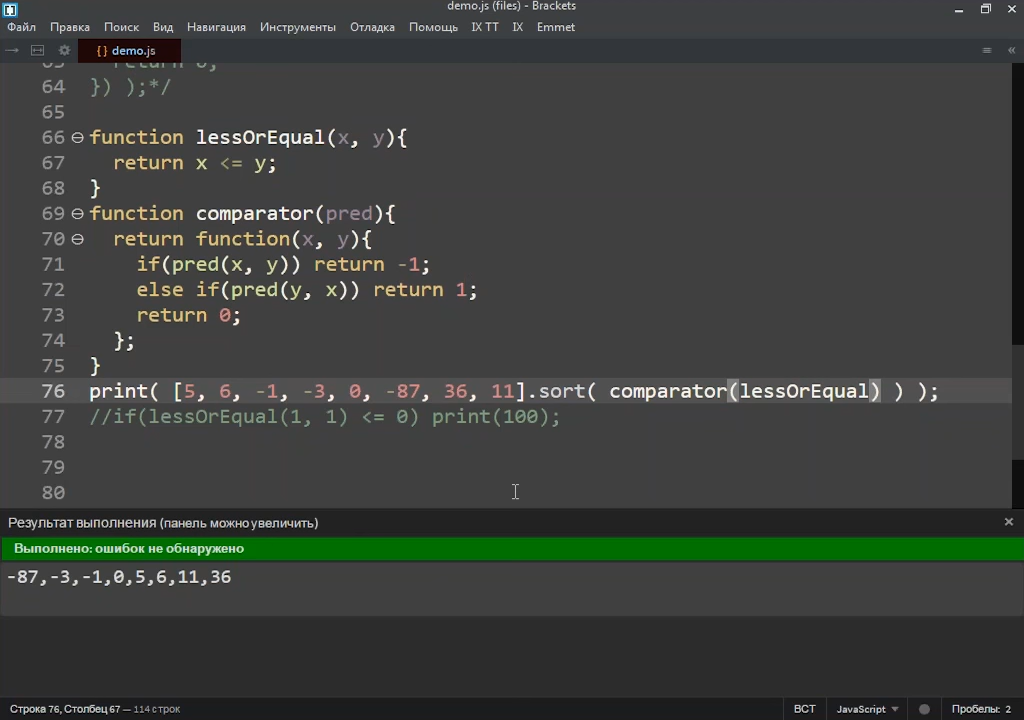 demo.js (files) - Brackets
Файл Правка Поиск Вид Навигация Инструменты Отладка Помощь IX TT IX Emmet
{} demo.js
63 return 0;
64 }) );*/
65
66 function lessOrEqual(x, y){
67 return x <= y;
68 }
69 function comparator(pred){
70 return function(x, y){
71 if(pred(x, y)) return -1;
72 else if(pred(y, x)) return 1;
73 return 0;
74 };
75 }
76 print( [5, 6, -1, -3, 0, -87, 36, 11].sort( comparator(lessOrEqual) ) );
77 //if(lessOrEqual(1, 1) <= 0) print(100);
78
79
80
Результат выполнения (панель можно увеличить)
Выполнено: ошибок не обнаружено
-87,-3,-1,0,5,6,11,36
Строка 76, Столбец 67 — 114 строк ВСТ JavaScript Пробелы: 2